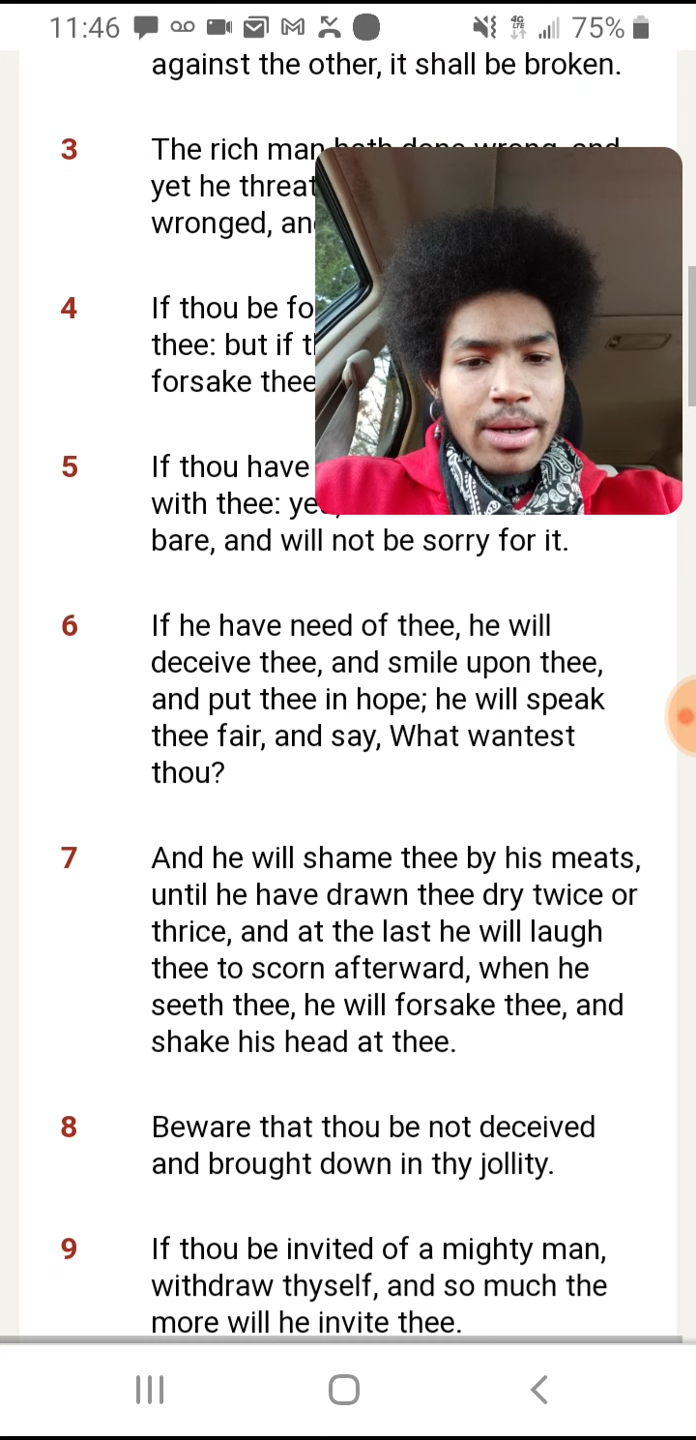 11:46
4G
LTE
75%
against the other, it shall be broken.
3
The rich man hath done wrong, and
yet he threat
wronged, an
4
If thou be fo
thee: but if t
forsake thee
5
If thou have
with thee: ye
bare, and will not be sorry for it.
6
If he have need of thee, he will
deceive thee, and smile upon thee,
and put thee in hope; he will speak
thee fair, and say, What wantest
thou?
7
And he will shame thee by his meats,
until he have drawn thee dry twice or
thrice, and at the last he will laugh
thee to scorn afterward, when he
seeth thee, he will forsake thee, and
shake his head at thee.
8
Beware that thou be not deceived
and brought down in thy jollity.
9
If thou be invited of a mighty man,
withdraw thyself, and so much the
more will he invite thee.